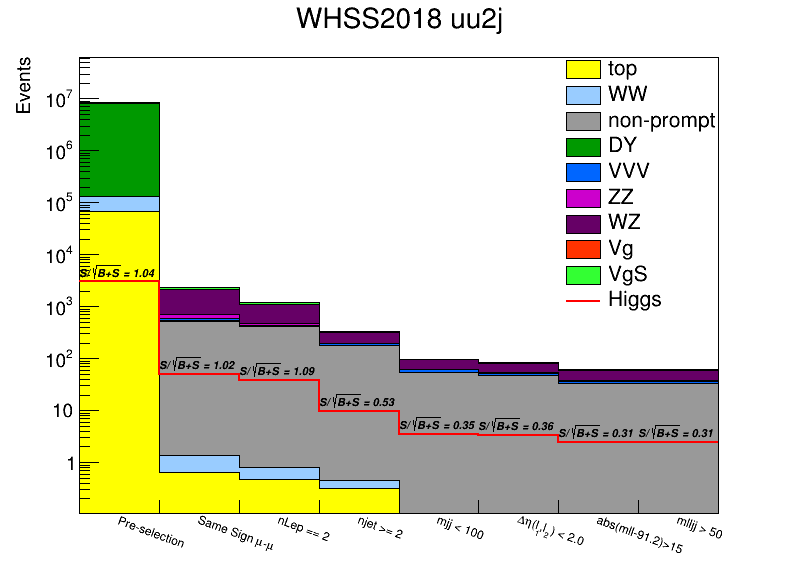 WHSS2018 uu2j
Events
10⁷
10⁶
10⁵
10⁴
10³
10²
10
1
top
WW
non-prompt
DY
VVV
ZZ
WZ
Vg
VgS
Higgs
S/√B+S = 1.04
S/√B+S = 1.02
S/√B+S = 1.09
S/√B+S = 0.53
S/√B+S = 0.35
S/√B+S = 0.36
S/√B+S = 0.31
S/√B+S = 0.31
Pre-selection
Same Sign μ-μ
nLep == 2
njet >= 2
mjj < 100
Δη(l₁l₂) < 2.0
abs(mll-91.2)>15
mlljj > 50